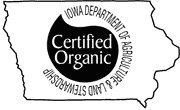 IOWA DEPARTMENT OF AGRICULTURE & LAND STEWARDSHIP
Certified
Organic